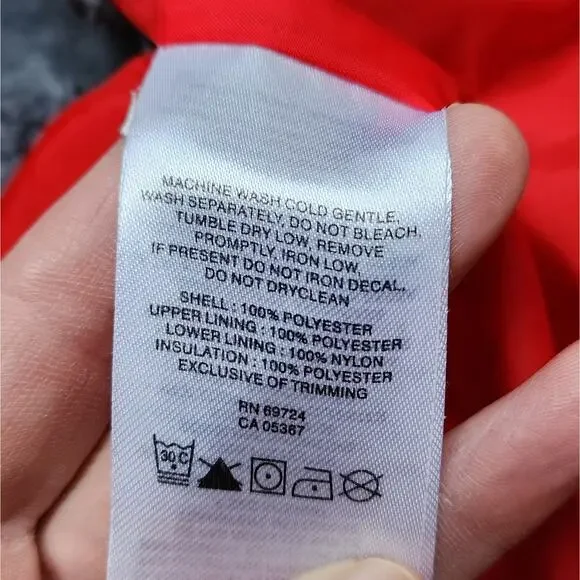 MACHINE WASH COLD GENTLE,
WASH SEPARATELY, DO NOT BLEACH,
TUMBLE DRY LOW, REMOVE
PROMPTLY, IRON LOW,
IF PRESENT DO NOT IRON DECAL,
DO NOT DRYCLEAN
SHELL : 100% POLYESTER
UPPER LINING : 100% POLYESTER
LOWER LINING : 100% NYLON
INSULATION : 100% POLYESTER
EXCLUSIVE OF TRIMMING
RN 69724
CA 05367
30 C